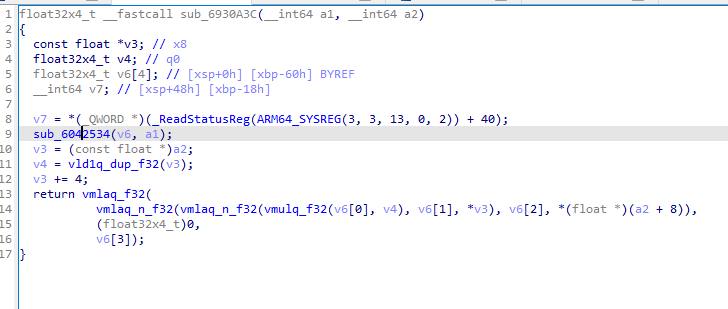 1 float32x4_t __fastcall sub_6930A3C(__int64 a1, __int64 a2)
2 {
3 const float *v3; // x8
4 float32x4_t v4; // q0
5 float32x4_t v6[4]; // [xsp+0h] [xbp-60h] BYREF
6 __int64 v7; // [xsp+48h] [xbp-18h]
7
8 v7 = *(_QWORD *)(_ReadStatusReg(ARM64_SYSREG(3, 3, 13, 0, 2)) + 40);
9 sub_6042534(v6, a1);
10 v3 = (const float *)a2;
11 v4 = vld1q_dup_f32(v3);
12 v3 += 4;
13 return vmlaq_f32(
14 vmlaq_n_f32(vmlaq_n_f32(vmulq_f32(v6[0], v4), v6[1], *v3), v6[2], *(float *)(a2 + 8)),
15 (float32x4_t)0,
16 v6[3]);
17 }